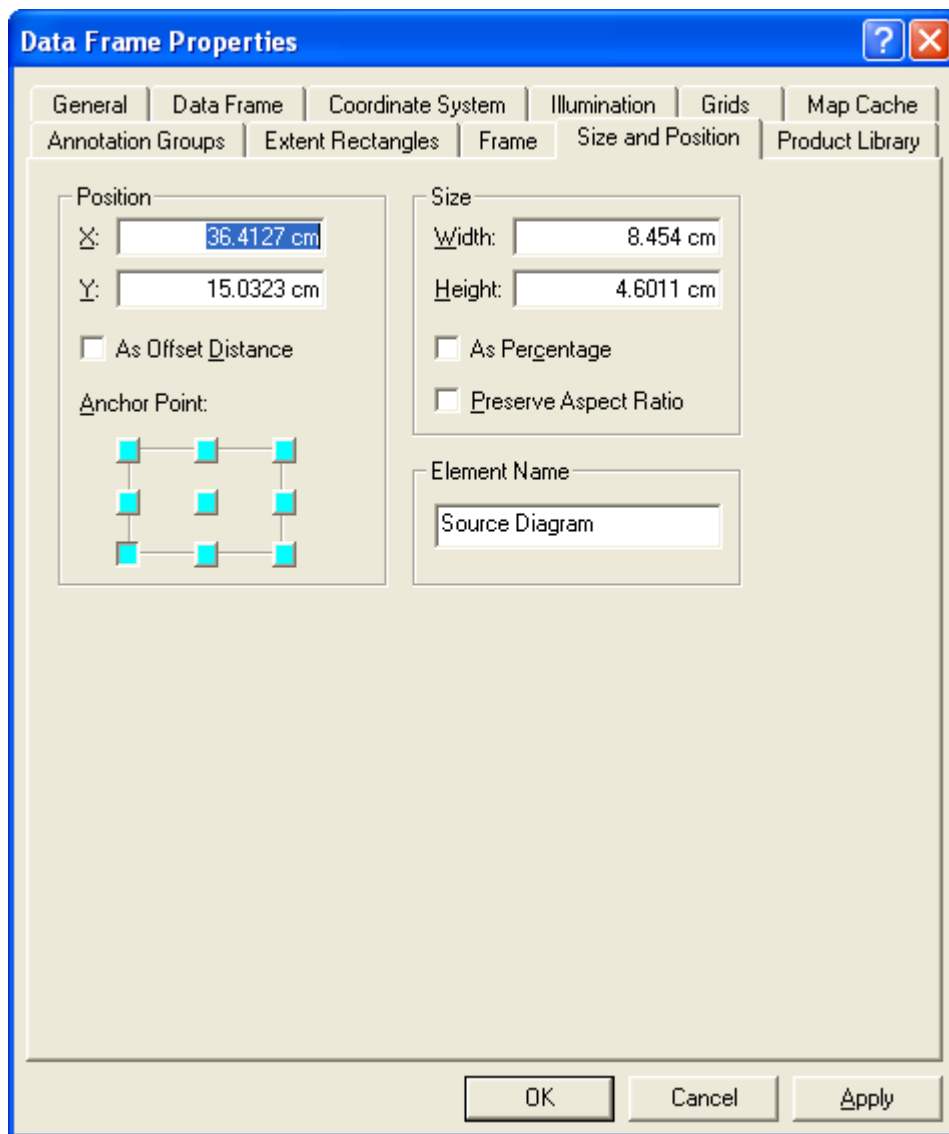 Data Frame Properties
General Data Frame Coordinate System Illumination Grids Map Cache
Annotation Groups Extent Rectangles Frame Size and Position Product Library
Position
X: 36.4127 cm
Y: 15.0323 cm
As Offset Distance
Anchor Point:
Size
Width: 8.454 cm
Height: 4.6011 cm
As Percentage
Preserve Aspect Ratio
Element Name
Source Diagram
OK Cancel Apply